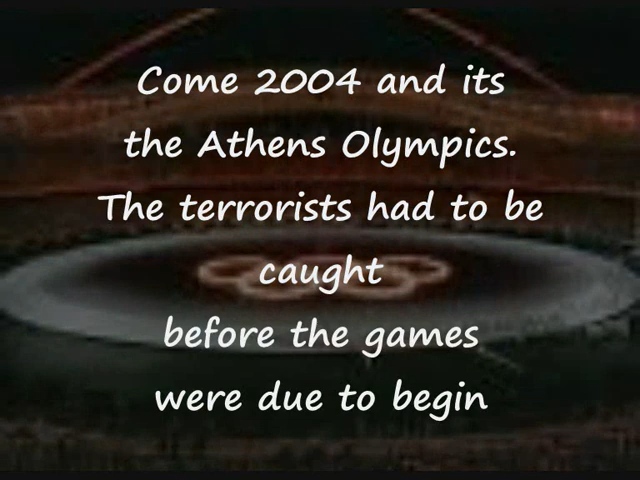 Come 2004 and its
the Athens Olympics.
The terrorists had to be
caught
before the games
were due to begin